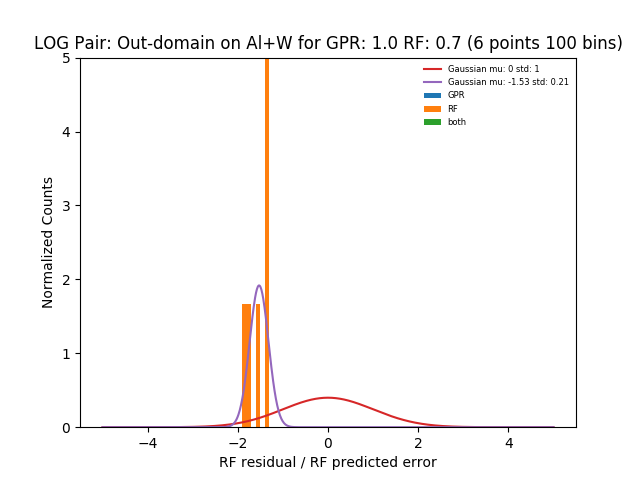 LOG Pair: Out-domain on Al+W for GPR: 1.0 RF: 0.7 (6 points 100 bins)
Gaussian mu: 0 std: 1
Gaussian mu: -1.53 std: 0.21
GPR
RF
both
Normalized Counts
5
4
3
2
1
0
−4
−2
0
2
4
RF residual / RF predicted error